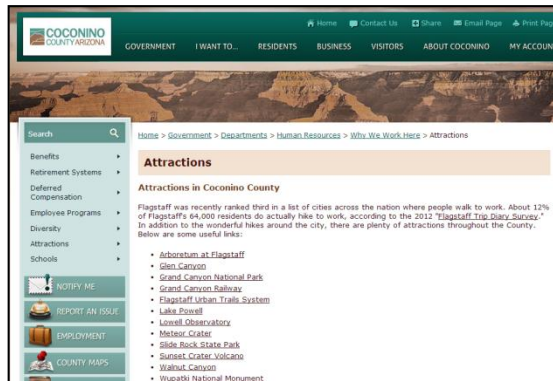 COCONINO
COUNTY ARIZONA
Home Contact Us Share Email Page Print Pag
GOVERNMENT I WANT TO... RESIDENTS BUSINESS VISITORS ABOUT COCONINO MY ACCOUN
Search
Benefits
Retirement Systems
Deferred
Compensation
Employee Programs
Diversity
Attractions
Schools
NOTIFY ME
REPORT AN ISSUE
EMPLOYMENT
COUNTY MAPS
Home > Government > Departments > Human Resources > Why We Work Here > Attractions
Attractions
Attractions in Coconino County
Flagstaff was recently ranked third in a list of cities across the nation where people walk to work. About 12%
of Flagstaff's 64,000 residents do actually hike to work, according to the 2012 "Flagstaff Trip Diary Survey."
In addition to the wonderful hikes around the city, there are plenty of attractions throughout the County.
Below are some useful links:
• Arboretum at Flagstaff
• Glen Canyon
• Grand Canyon National Park
• Grand Canyon Railway
• Flagstaff Urban Trails System
• Lake Powell
• Lowell Observatory
• Meteor Crater
• Slide Rock State Park
• Sunset Crater Volcano
• Walnut Canyon
• Wupatki National Monument